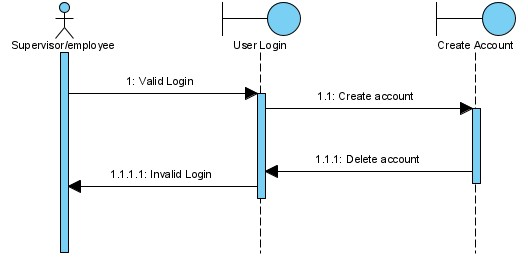 Supervisor/employee
User Login
Create Account
1: Valid Login
1.1: Create account
1.1.1: Delete account
1.1.1.1: Invalid Login